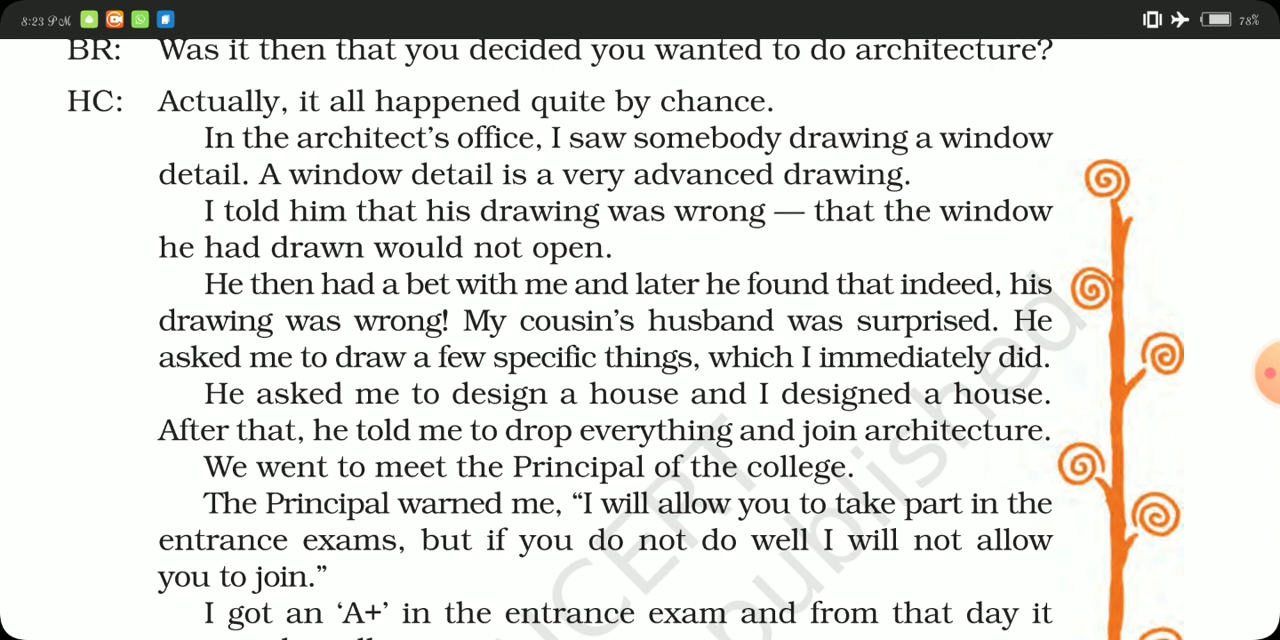 8:23 PM
78%
BR: Was it then that you decided you wanted to do architecture?
HC: Actually, it all happened quite by chance.
In the architect's office, I saw somebody drawing a window
detail. A window detail is a very advanced drawing.
I told him that his drawing was wrong — that the window
he had drawn would not open.
He then had a bet with me and later he found that indeed, his
drawing was wrong! My cousin's husband was surprised. He
asked me to draw a few specific things, which I immediately did.
He asked me to design a house and I designed a house.
After that, he told me to drop everything and join architecture.
We went to meet the Principal of the college.
The Principal warned me, “I will allow you to take part in the
entrance exams, but if you do not do well I will not allow
you to join.”
I got an ‘A+’ in the entrance exam and from that day it
NCERT
published